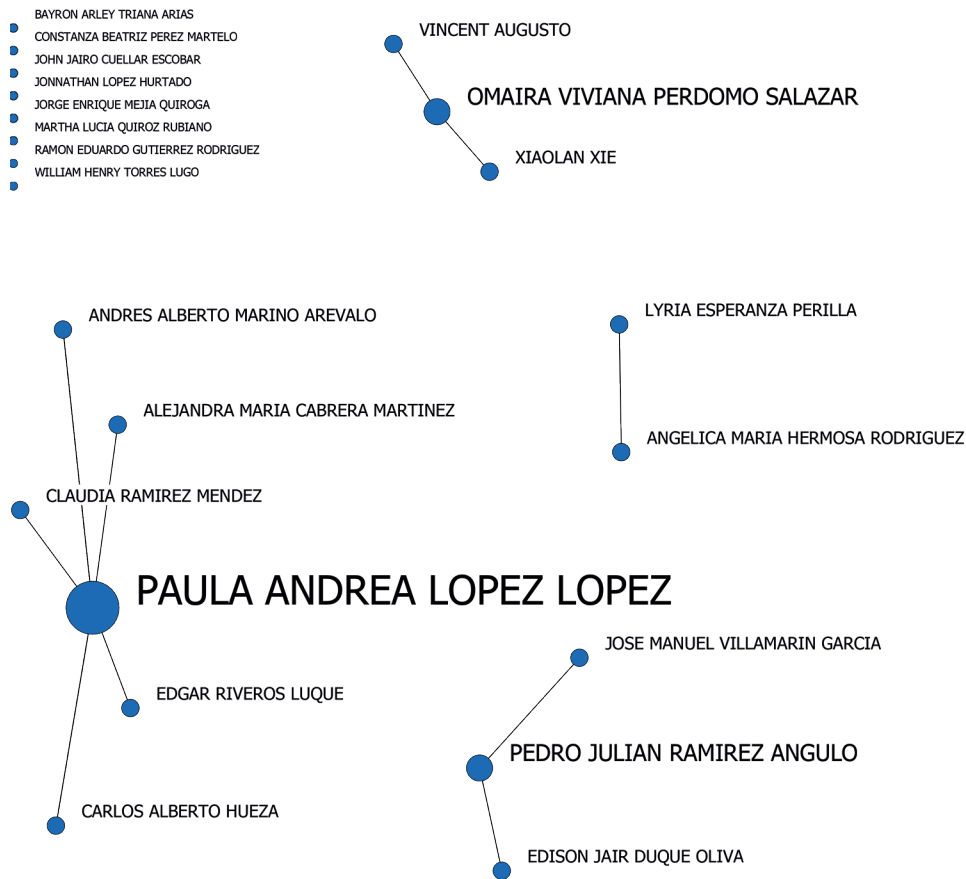 BAYRON ARLEY TRIANA ARIAS
CONSTANZA BEATRIZ PEREZ MARTELO
JOHN JAIRO CUELLAR ESCOBAR
JONNATHAN LOPEZ HURTADO
JORGE ENRIQUE MEJIA QUIROGA
MARTHA LUCIA QUIROZ RUBIANO
RAMON EDUARDO GUTIERREZ RODRIGUEZ
WILLIAM HENRY TORRES LUGO
VINCENT AUGUSTO
OMAIRA VIVIANA PERDOMO SALAZAR
XIAOLAN XIE
ANDRES ALBERTO MARINO AREVALO
LYRIA ESPERANZA PERILLA
ALEJANDRA MARIA CABRERA MARTINEZ
ANGELICA MARIA HERMOSA RODRIGUEZ
CLAUDIA RAMIREZ MENDEZ
PAULA ANDREA LOPEZ LOPEZ
JOSE MANUEL VILLAMARIN GARCIA
EDGAR RIVEROS LUQUE
PEDRO JULIAN RAMIREZ ANGULO
CARLOS ALBERTO HUEZA
EDISON JAIR DUQUE OLIVA